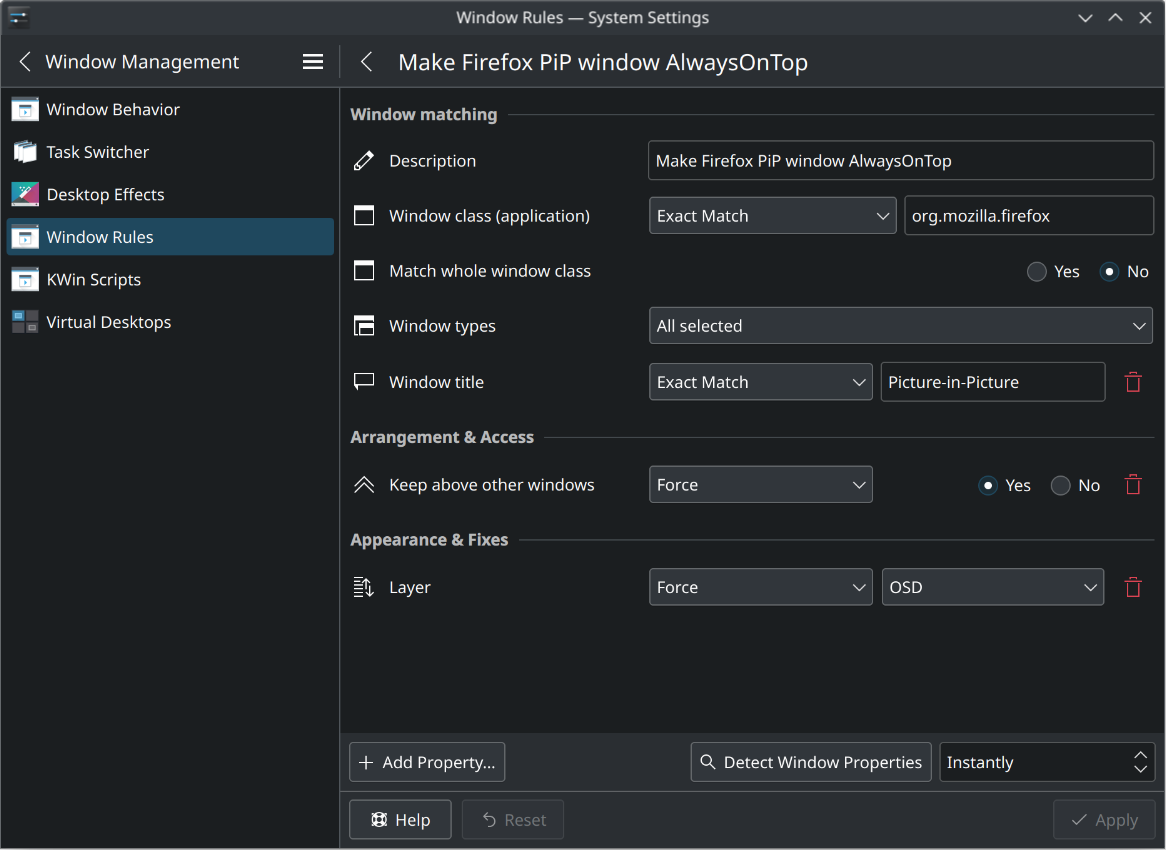 Window Rules — System Settings
Window Management
Make Firefox PiP window AlwaysOnTop
Window Behavior
Task Switcher
Desktop Effects
Window Rules
KWin Scripts
Virtual Desktops
Window matching
Description Make Firefox PiP window AlwaysOnTop
Window class (application) Exact Match org.mozilla.firefox
Match whole window class Yes No
Window types All selected
Window title Exact Match Picture-in-Picture
Arrangement & Access
Keep above other windows Force Yes No
Appearance & Fixes
Layer Force OSD
Add Property... Detect Window Properties Instantly
Help Reset Apply